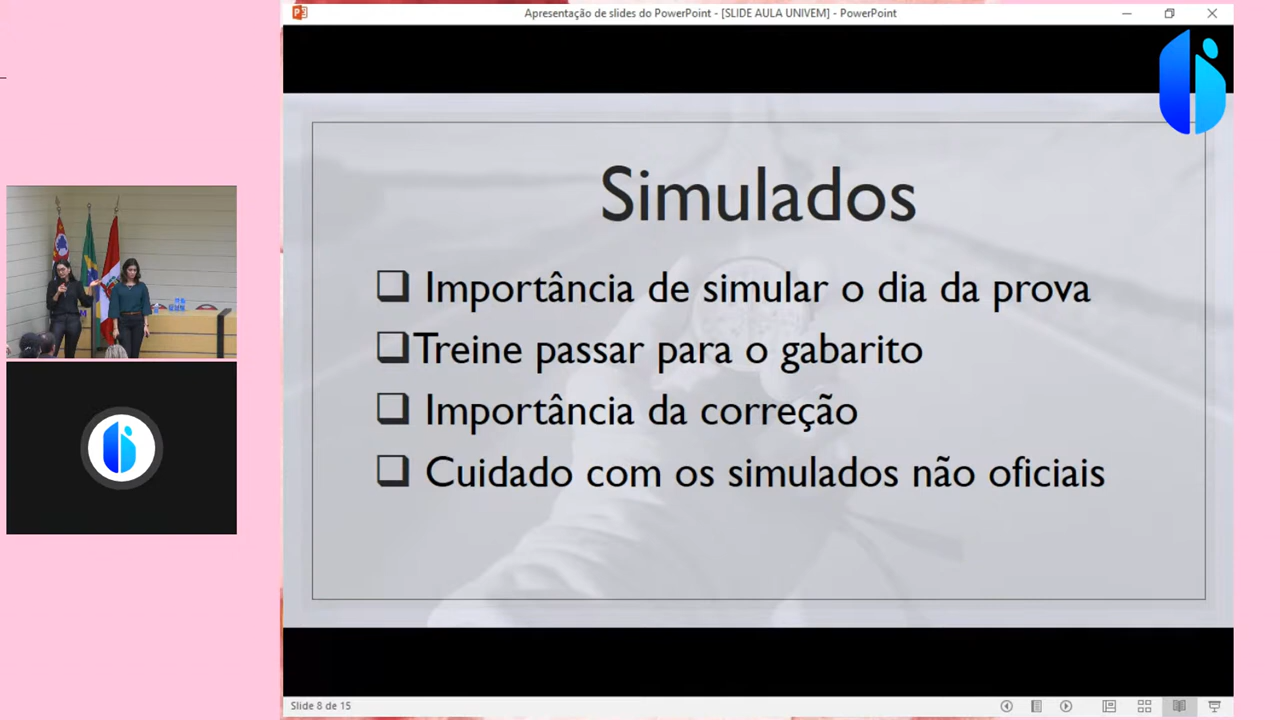 Apresentação de slides do PowerPoint - [SLIDE AULA UNIVEM] - PowerPoint
Simulados
Importância de simular o dia da prova
Treine passar para o gabarito
Importância da correção
Cuidado com os simulados não oficiais
Slide 8 de 15